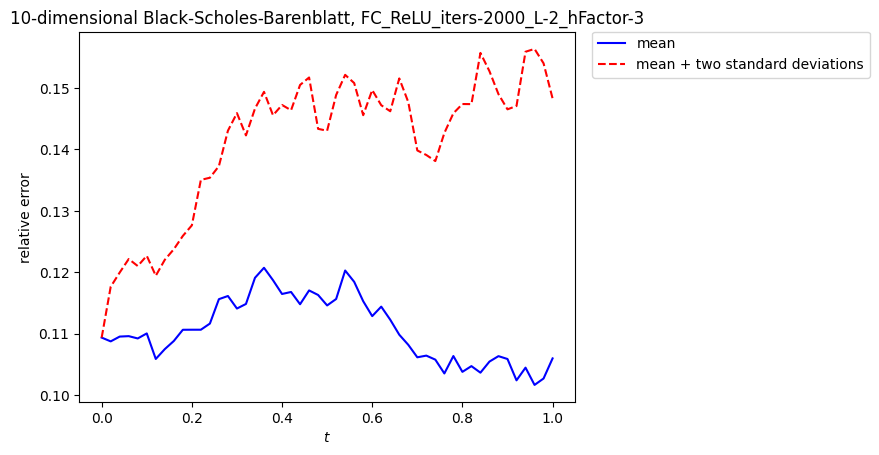 10-dimensional Black-Scholes-Barenblatt, FC_ReLU_iters-2000_L-2_hFactor-3
mean
mean + two standard deviations
relative error
0.15
0.14
0.13
0.12
0.11
0.10
0.0 0.2 0.4 0.6 0.8 1.0
t